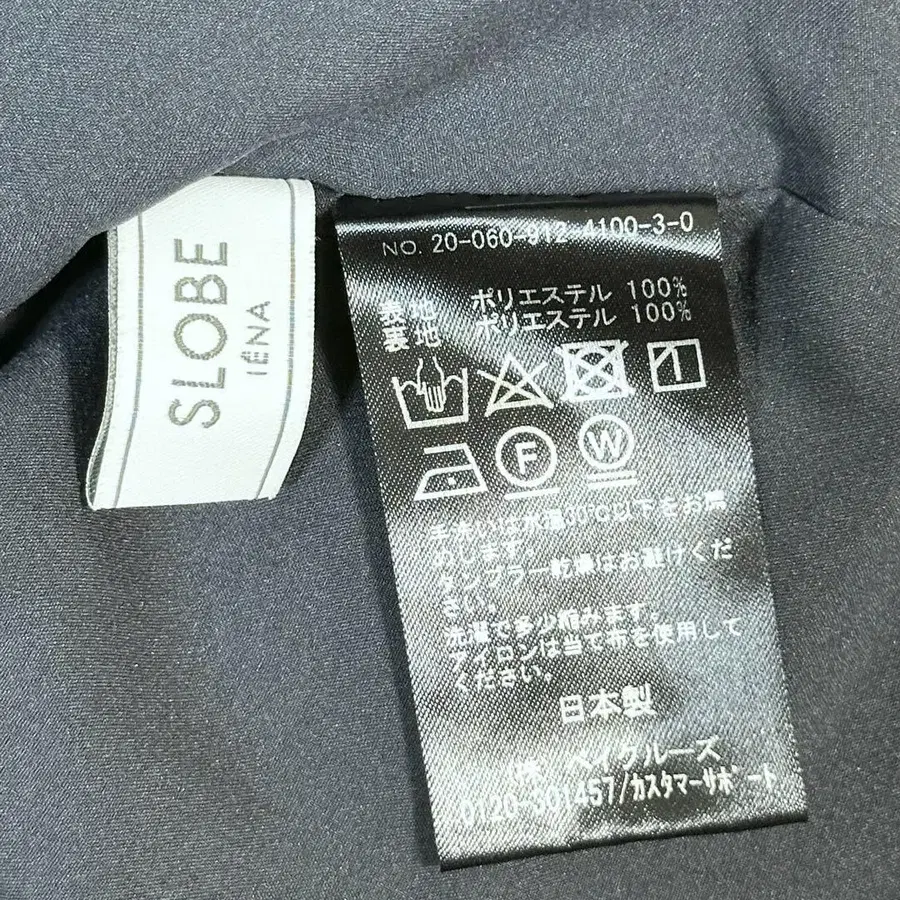 SLOBE
IÉNA
NO. 20-060-912-4100-3-0
表地 ポリエステル 100%
裏地 ポリエステル 100%
F
W
手洗いは水温30℃以下をお薦
めします。
タンブラー乾燥はお避けくだ
さい。
洗濯で多少縮みます。
アイロンは当て布を使用して
ください。
日本製
(株)ベイクルーズ
0120-301457/カスタマーサポート